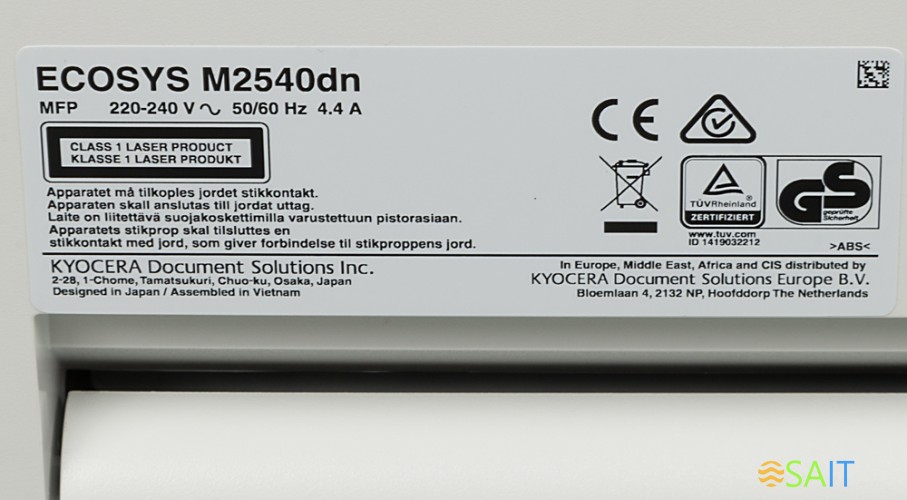 ECOSYS M2540dn
MFP 220-240 V ∿ 50/60 Hz 4.4 A
CLASS 1 LASER PRODUCT
KLASSE 1 LASER PRODUKT
Apparatet må tilkoples jordet stikkontakt.
Apparaten skall anslutas till jordat uttag.
Laite on liitettävä suojakoskettimilla varustettuun pistorasiaan.
Apparatets stikprop skal tilsluttes en
stikkontakt med jord, som giver forbindelse til stikproppens jord.
CE
TÜVRheinland®
ZERTIFIZIERT
www.tuv.com
ID 1419032212
GS
geprüfte
Sicherheit
>ABS<
KYOCERA Document Solutions Inc.
2-28, 1-Chome, Tamatsukuri, Chuo-ku, Osaka, Japan
Designed in Japan / Assembled in Vietnam
In Europe, Middle East, Africa and CIS distributed by
KYOCERA Document Solutions Europe B.V.
Bloemlaan 4, 2132 NP, Hoofddorp The Netherlands
SAIT